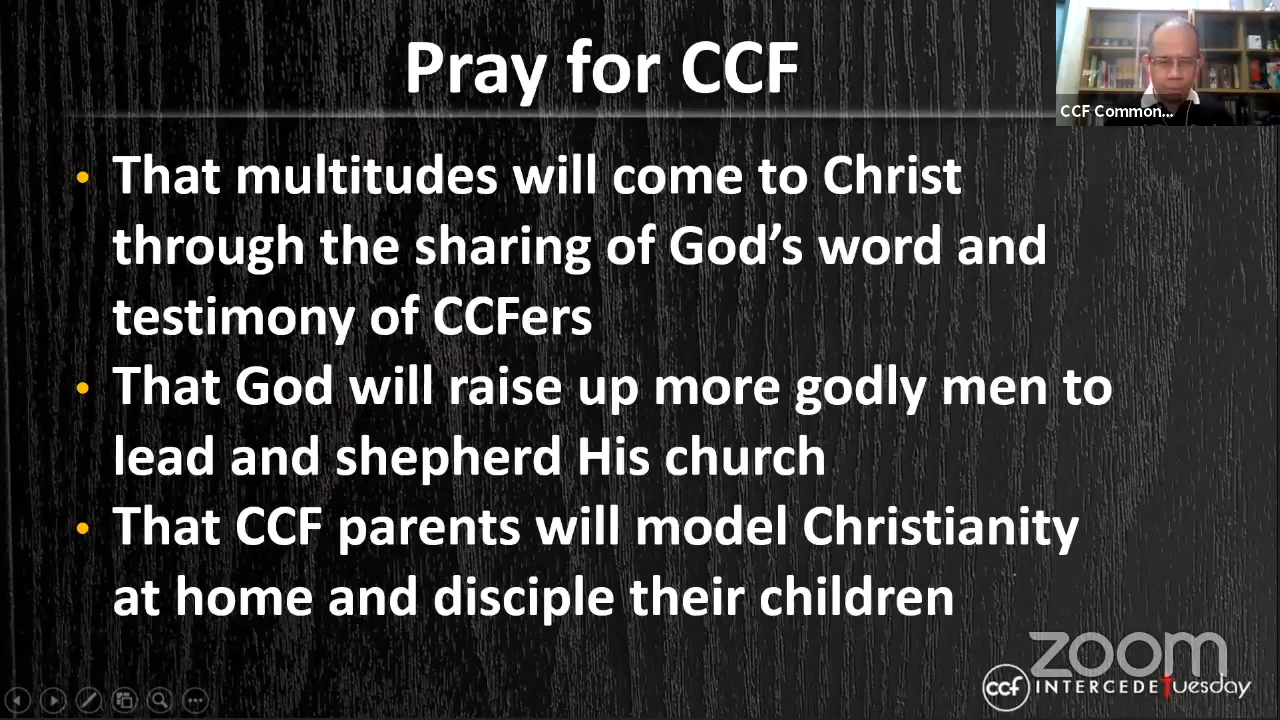 Pray for CCF
CCF Common...
• That multitudes will come to Christ
through the sharing of God’s word and
testimony of CCFers
• That God will raise up more godly men to
lead and shepherd His church
• That CCF parents will model Christianity
at home and disciple their children
zoom
ccf INTERCEDE Tuesday